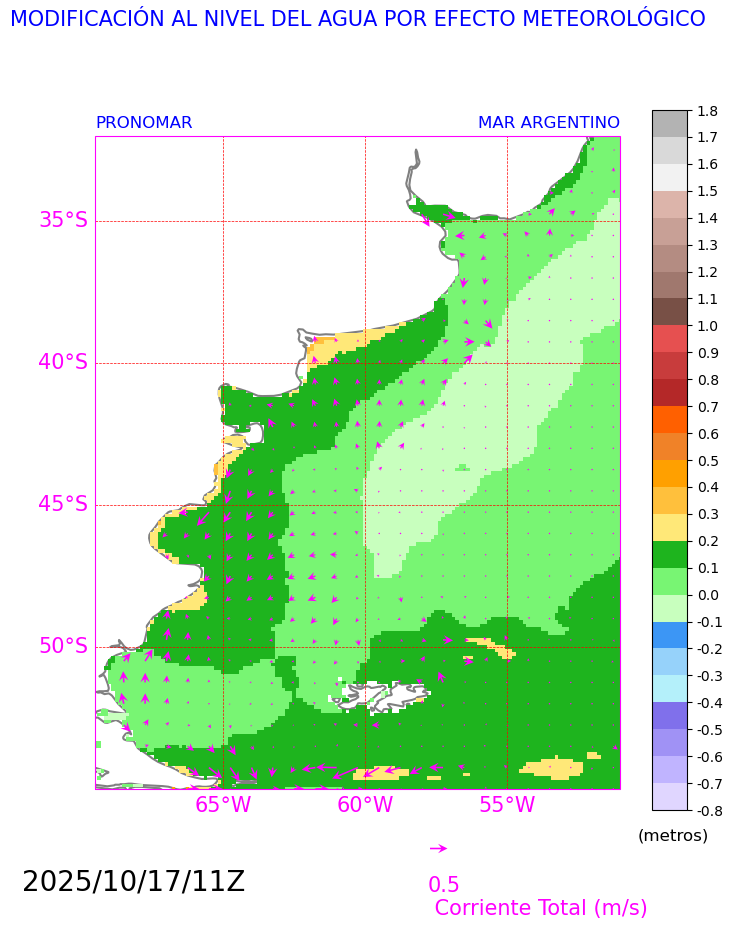 MODIFICACIÓN AL NIVEL DEL AGUA POR EFECTO METEOROLÓGICO
PRONOMAR
MAR ARGENTINO
35°S
40°S
45°S
50°S
65°W
60°W
55°W
1.8
1.7
1.6
1.5
1.4
1.3
1.2
1.1
1.0
0.9
0.8
0.7
0.6
0.5
0.4
0.3
0.2
0.1
0.0
-0.1
-0.2
-0.3
-0.4
-0.5
-0.6
-0.7
-0.8
(metros)
2025/10/17/11Z
0.5
Corriente Total (m/s)